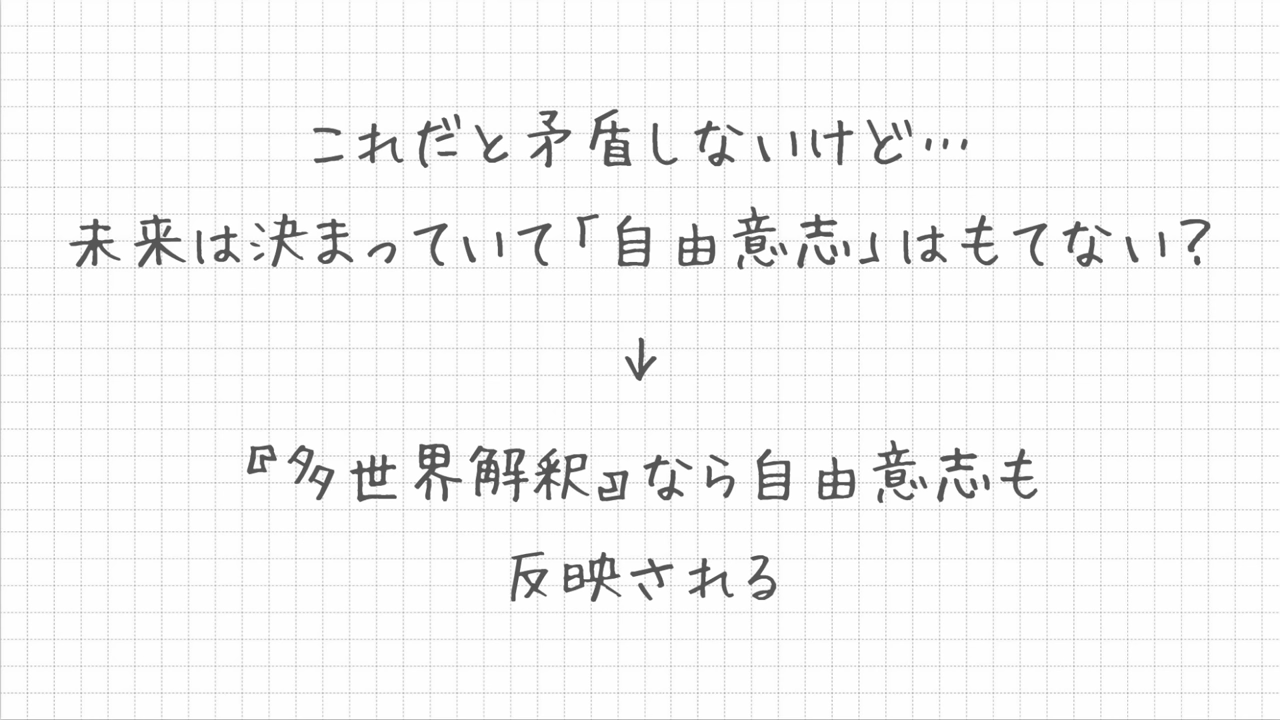 これだと矛盾しないけど…
未来は決まっていて「自由意志」はもてない?
↓
『多世界解釈』なら自由意志も
反映される